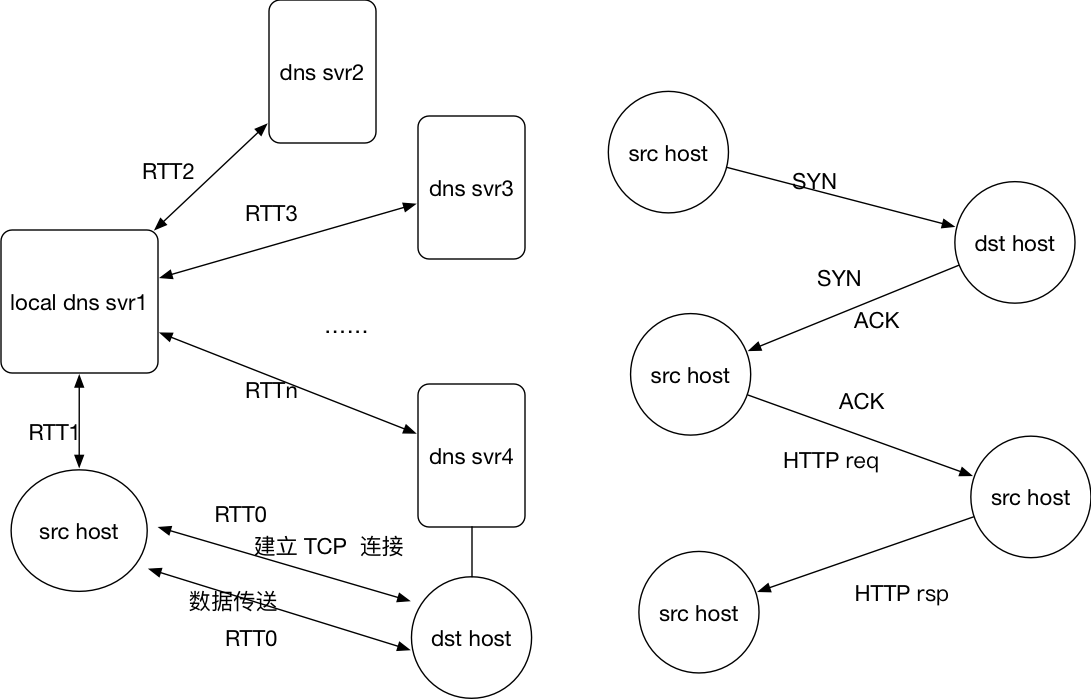 dns svr2
dns svr3
RTT2
RTT3
local dns svr1
......
RTTn
RTT1
dns svr4
src host
RTT0
建立 TCP 连接
数据传送
RTT0
dst host
src host
SYN
dst host
SYN
ACK
src host
ACK
HTTP req
src host
HTTP rsp
src host